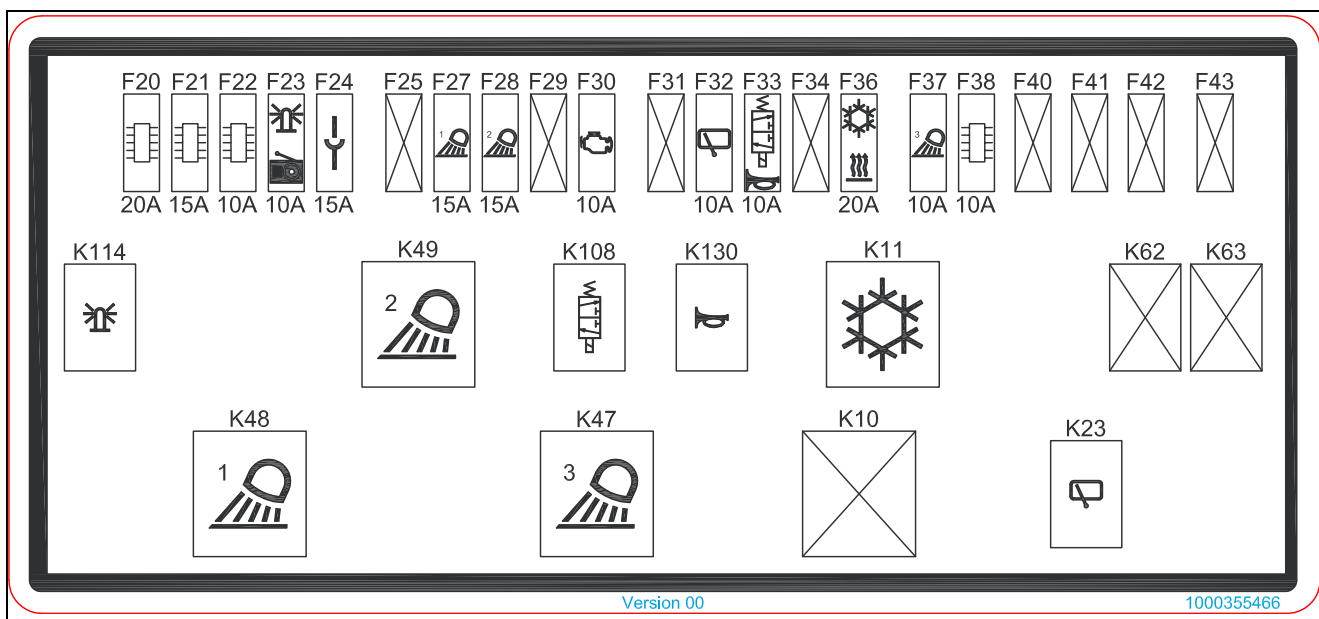 F20 F21 F22 F23 F24 F25 F27 F28 F29 F30 F31 F32 F33 F34 F36 F37 F38 F40 F41 F42 F43
1 2 3
20A 15A 10A 10A 15A 15A 15A 10A 10A 10A 20A 10A 10A
K114 K49 K108 K130 K11 K62 K63
2
K48 K47 K10 K23
1 3
Version 00 1000355466